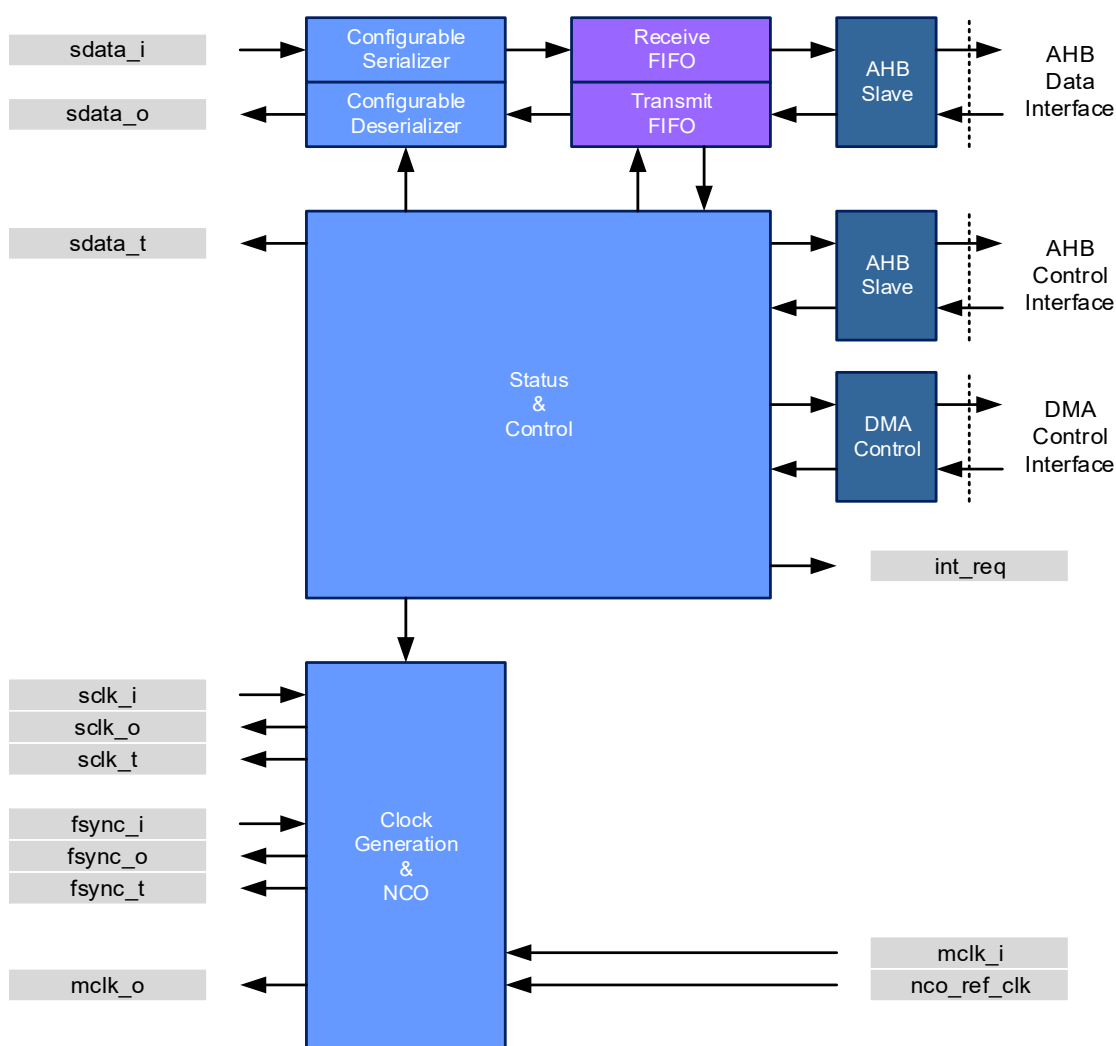 sdata_i
Configurable
Serializer
Receive
FIFO
AHB
Slave
AHB
Data
Interface
sdata_o
Configurable
Deserializer
Transmit
FIFO
sdata_t
Status
&
Control
AHB
Slave
AHB
Control
Interface
DMA
Control
DMA
Control
Interface
int_req
sclk_i
sclk_o
sclk_t
fsync_i
fsync_o
fsync_t
Clock
Generation
&
NCO
mclk_i
mclk_o
nco_ref_clk